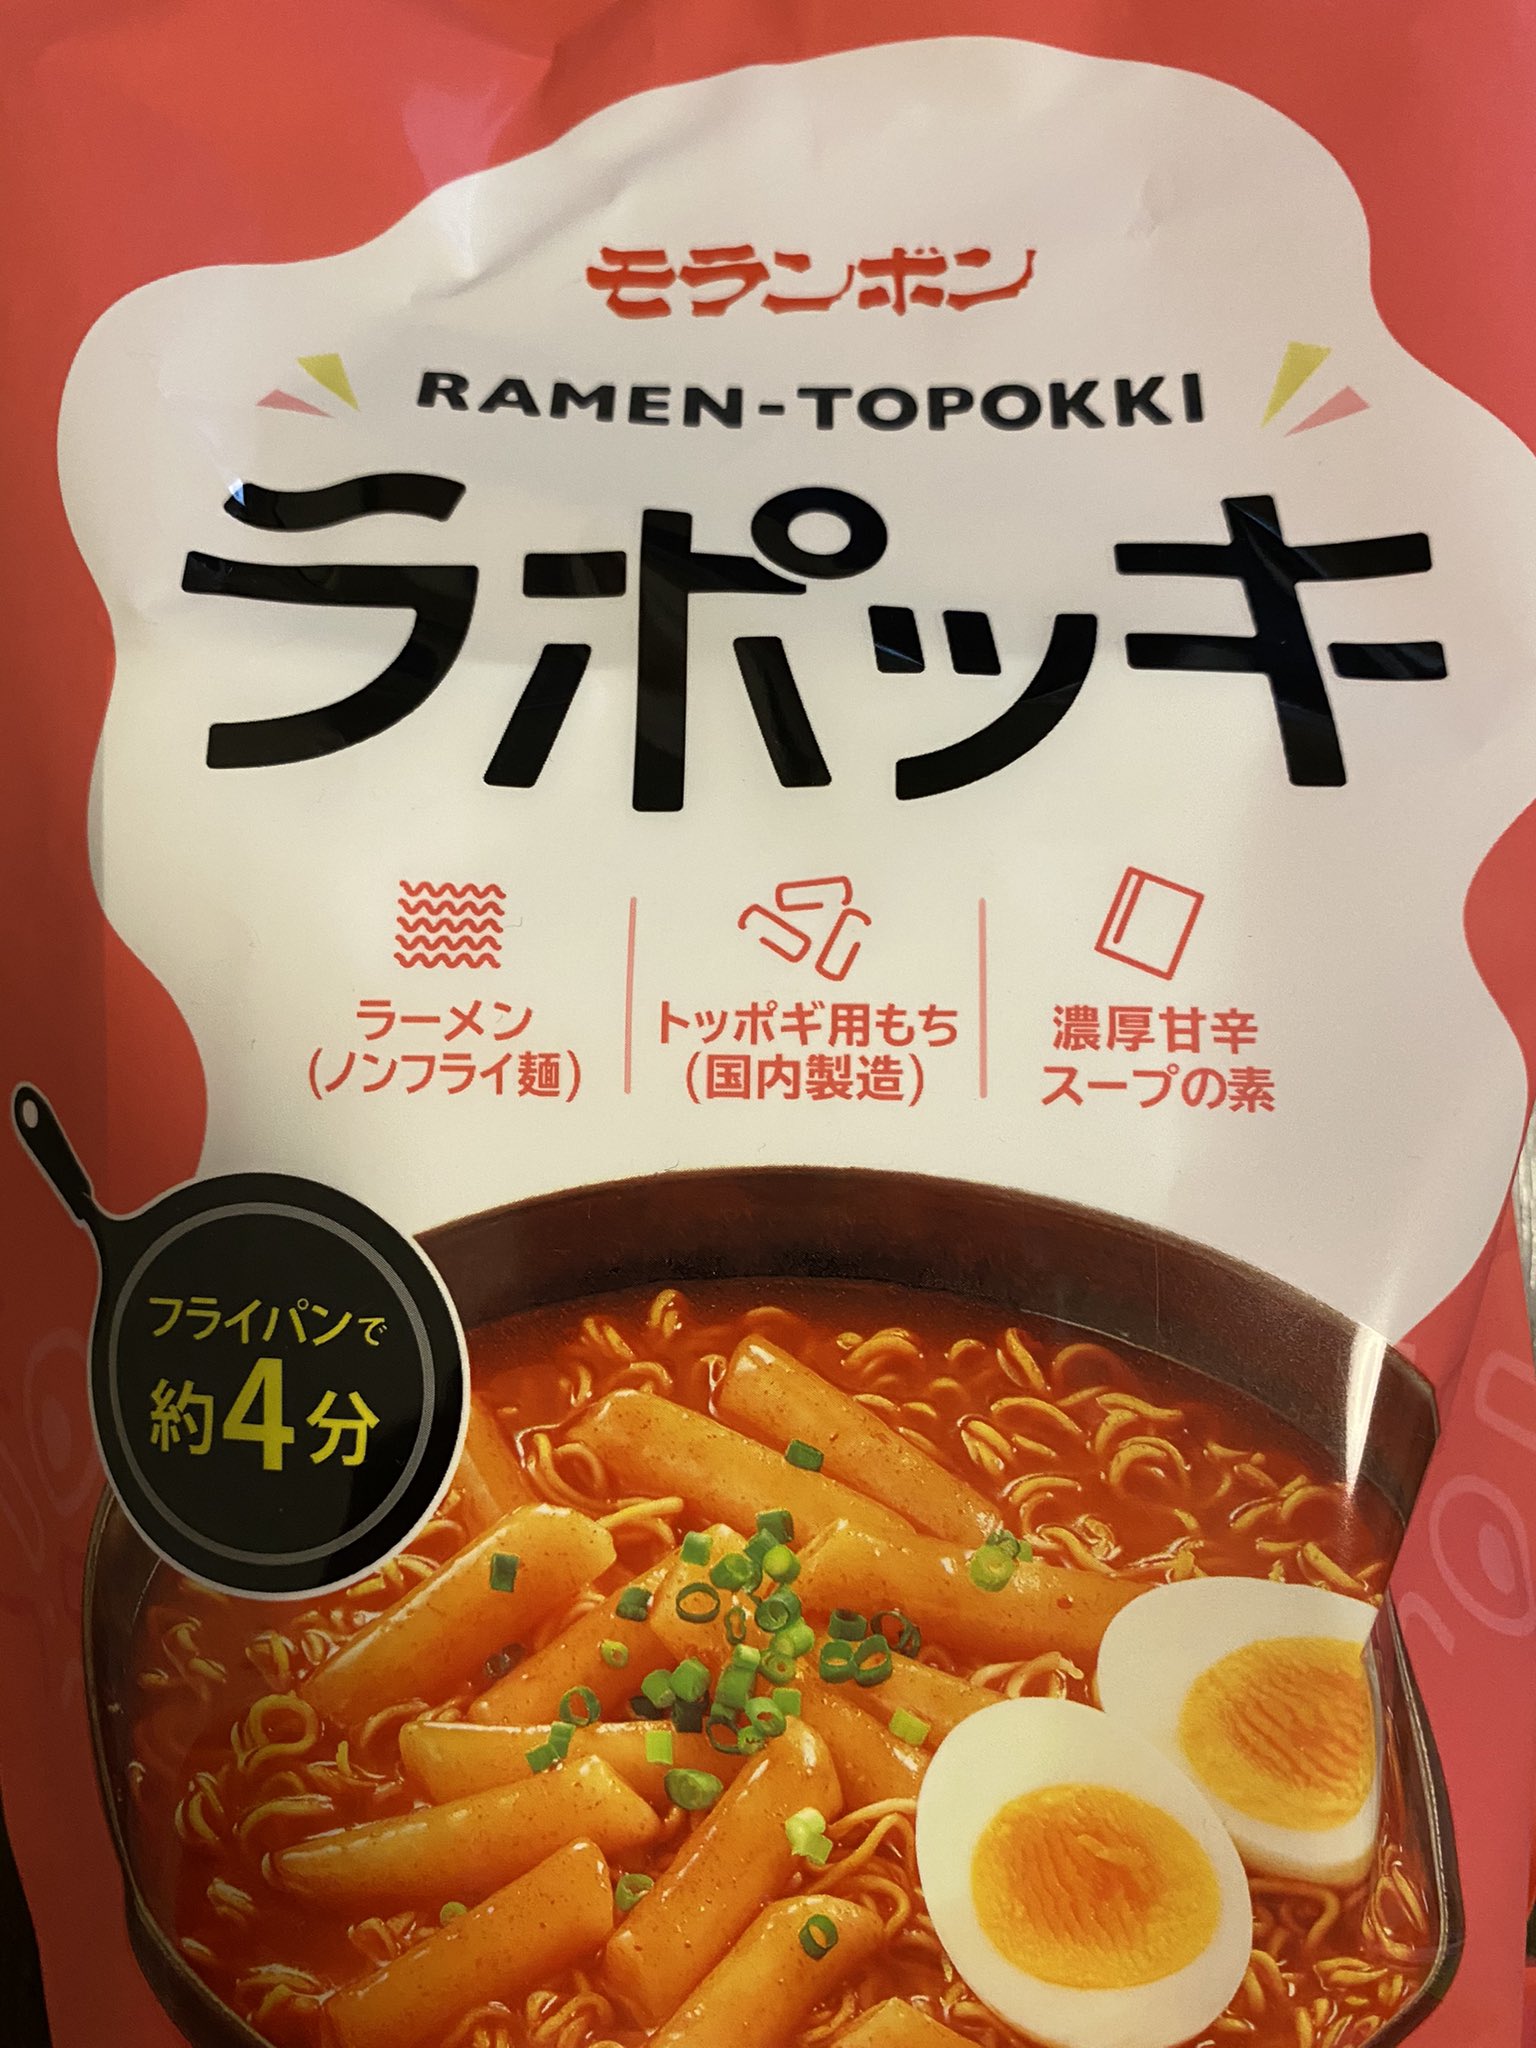 モランボン
RAMEN-TOPOKKI
ラポッキ
ラーメン
(ノンフライ麺)
トッポギ用もち
(国内製造)
濃厚甘辛
スープの素
フライパンで
約4分